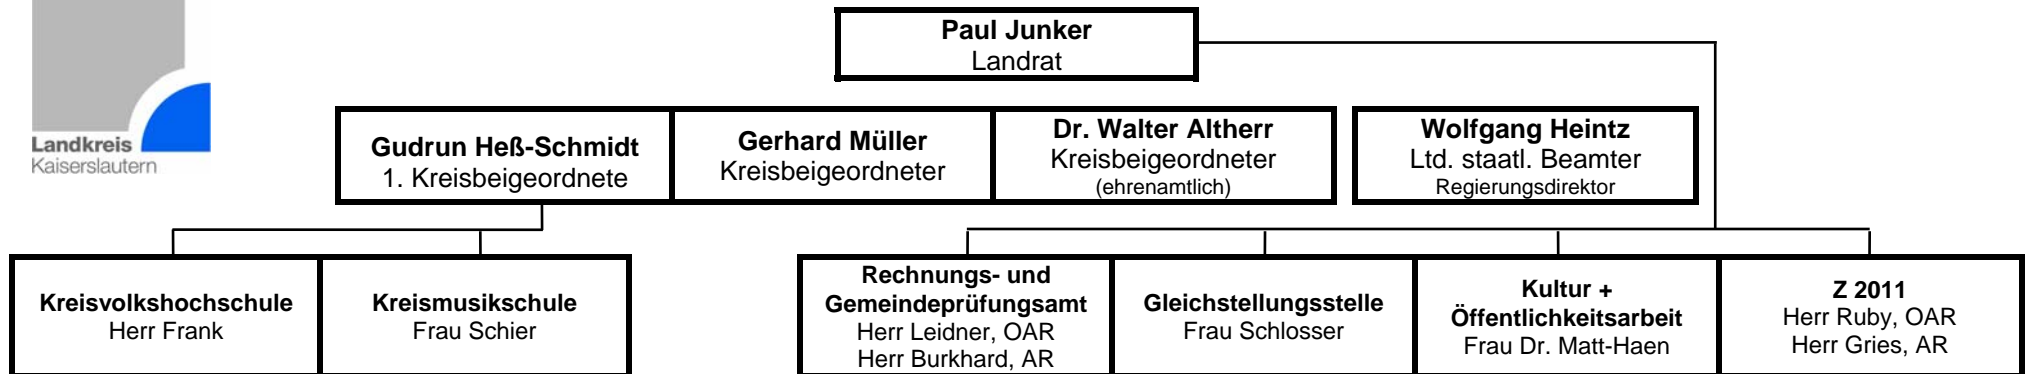 Paul Junker
Landrat
Landkreis
Kaiserslautern
Gudrun Heß-Schmidt
1. Kreisbeigeordnete
Gerhard Müller
Kreisbeigeordneter
Dr. Walter Altherr
Kreisbeigeordneter
(ehrenamtlich)
Wolfgang Heintz
Ltd. staatl. Beamter
Regierungsdirektor
Kreisvolkshochschule
Herr Frank
Kreismusikschule
Frau Schier
Rechnungs- und
Gemeindeprüfungsamt
Herr Leidner, OAR
Herr Burkhard, AR
Gleichstellungsstelle
Frau Schlosser
Kultur +
Öffentlichkeitsarbeit
Frau Dr. Matt-Haen
Z 2011
Herr Ruby, OAR
Herr Gries, AR